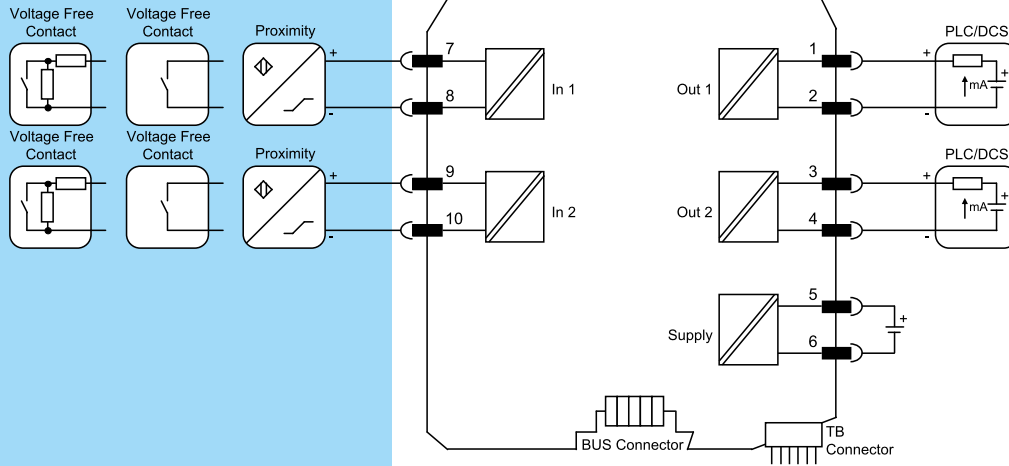 Voltage Free
Contact
Voltage Free
Contact
Proximity
+
-
7
8
In 1
Out 1
1
2
+
-
PLC/DCS
mA
+
Voltage Free
Contact
Voltage Free
Contact
Proximity
+
-
9
10
In 2
Out 2
3
4
+
-
PLC/DCS
mA
+
Supply
5
6
+
BUS Connector
TB
Connector